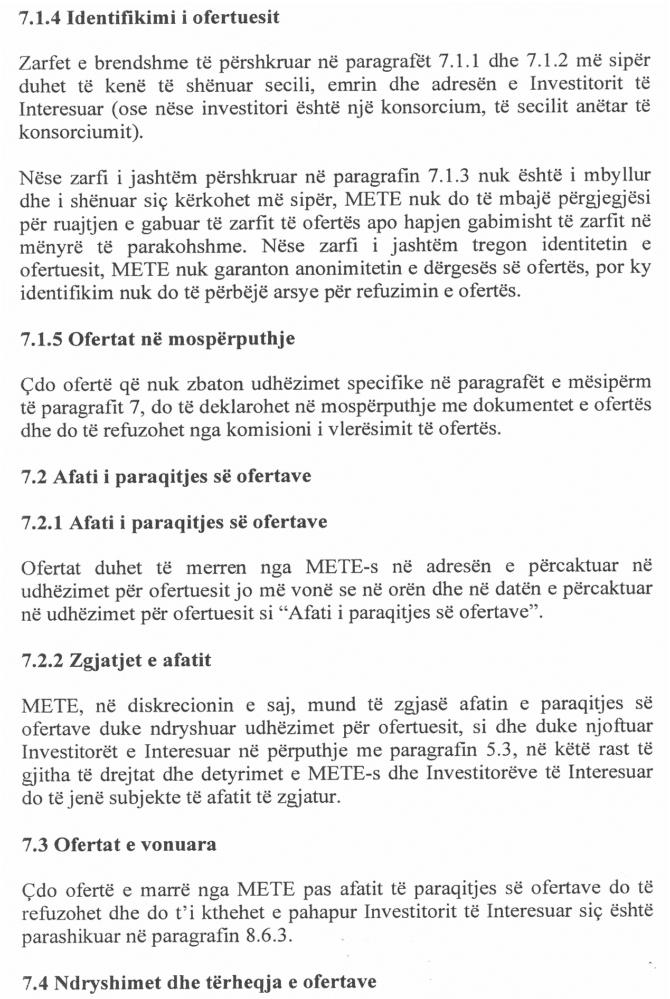 7.1.4 Identifikimi i ofertuesit
Zarfet e brendshme të përshkruar në paragrafët 7.1.1 dhe 7.1.2 më sipër
duhet të kenë të shënuar secili, emrin dhe adresën e Investitorit të
Interesuar (ose nëse investitori është një konsorcium, të secilit anëtar të
konsorciumit).
Nëse zarfi i jashtëm përshkruar në paragrafin 7.1.3 nuk është i mbyllur
dhe i shënuar siç kërkohet më sipër, METE nuk do të mbajë përgjegjësi
për ruajtjen e gabuar të zarfit të ofertës apo hapjen gabimisht të zarfit në
mënyrë të parakohshme. Nëse zarfi i jashtëm tregon identitetin e
ofertuesit, METE nuk garanton anonimitetin e dërgesës së ofertës, por ky
identifikim nuk do të përbëjë arsye për refuzimin e ofertës.
7.1.5 Ofertat në mospërputhje
Çdo ofertë që nuk zbaton udhëzimet specifike në paragrafët e mësipërm
të paragrafit 7, do të deklarohet në mospërputhje me dokumentet e ofertës
dhe do të refuzohet nga komisioni i vlerësimit të ofertës.
7.2 Afati i paraqitjes së ofertave
7.2.1 Afati i paraqitjes së ofertave
Ofertat duhet të merren nga METE-s në adresën e përcaktuar në
udhëzimet për ofertuesit jo më vonë se në orën dhe në datën e përcaktuar
në udhëzimet për ofertuesit si “Afati i paraqitjes së ofertave”.
7.2.2 Zgjatjet e afatit
METE, në diskrecionin e saj, mund të zgjasë afatin e paraqitjes së
ofertave duke ndryshuar udhëzimet për ofertuesit, si dhe duke njoftuar
Investitorët e Interesuar në përputhje me paragrafin 5.3, në këtë rast të
gjitha të drejtat dhe detyrimet e METE-s dhe Investitorëve të Interesuar
do të jenë subjekte të afatit të zgjatur.
7.3 Ofertat e vonuara
Çdo ofertë e marrë nga METE pas afatit të paraqitjes së ofertave do të
refuzohet dhe do t’i kthehet e pahapur Investitorit të Interesuar siç është
parashikuar në paragrafin 8.6.3.
7.4 Ndryshimet dhe tërheqja e ofertave